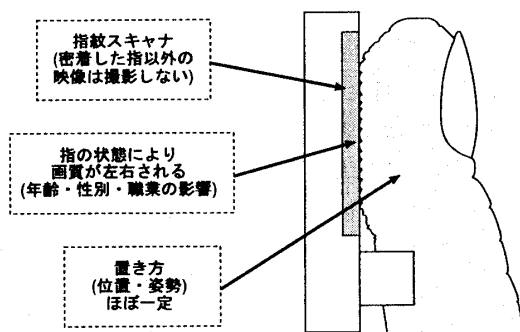 指紋スキャナ
(密着した指以外の
映像は撮影しない)
指の状態により
画質が左右される
(年齢・性別・職業の影響)
置き方
(位置・姿勢)
ほぼ一定